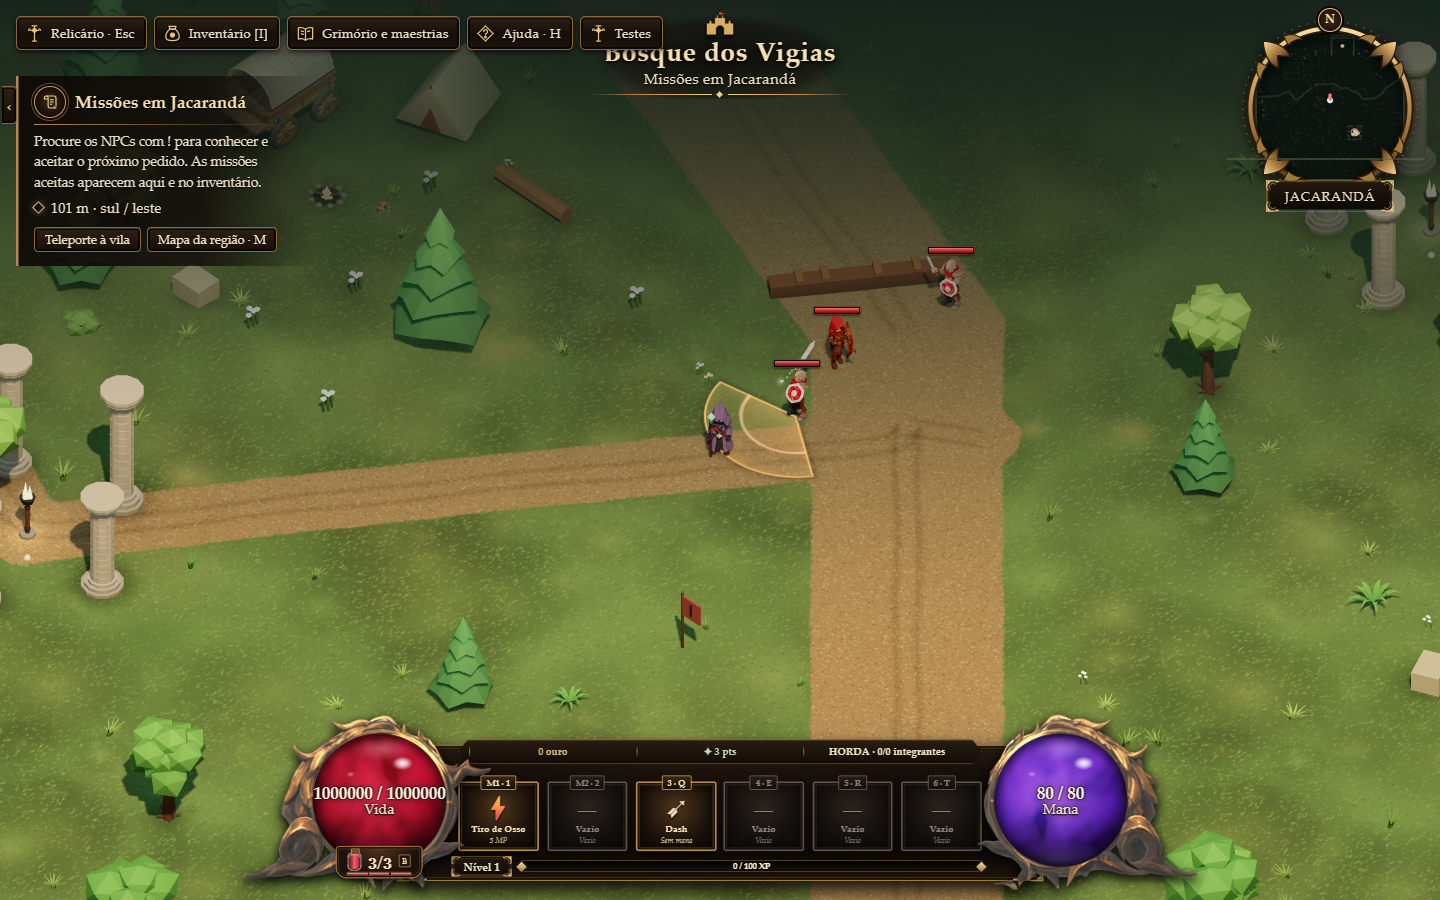 Relicário · Esc
Inventário [I]
Grimório e maestrias
Ajuda · H
Testes
Bosque dos Vigias
Missões em Jacarandá
N
JACARANDÁ
‹
Missões em Jacarandá
Procure os NPCs com ! para conhecer e
aceitar o próximo pedido. As missões
aceitas aparecem aqui e no inventário.
101 m · sul / leste
Teleporte à vila
Mapa da região · M
0 ouro
3 pts
HORDA · 0/0 integrantes
1000000 / 1000000
Vida
3/3
B
M1 · 1
Tiro de Osso
5 MP
M2 · 2
Vazio
Vazio
3 · Q
Dash
Sem mana
4 · E
Vazio
Vazio
5 · R
Vazio
Vazio
6 · T
Vazio
Vazio
80 / 80
Mana
Nível 1
0 / 100 XP